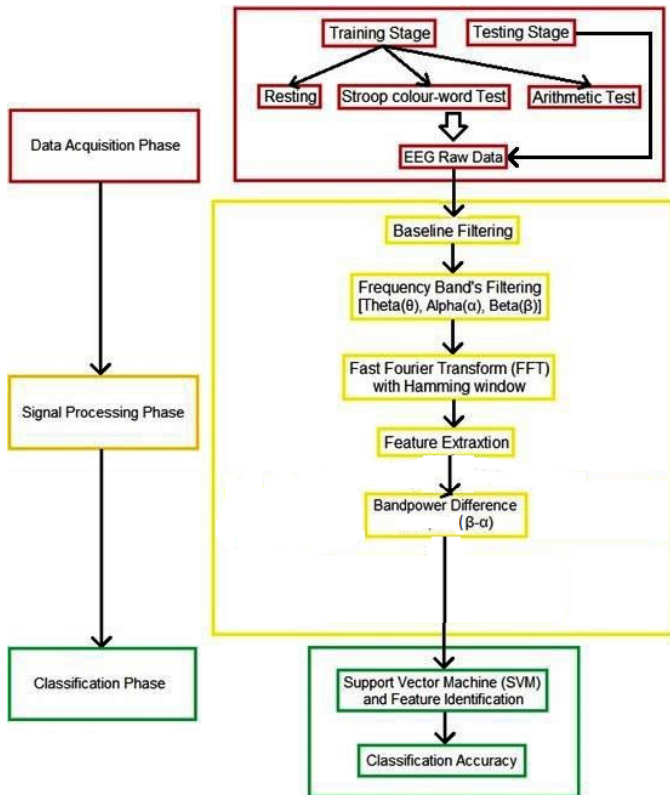 Training Stage
Testing Stage
Resting
Stroop colour-word Test
Arithmetic Test
Data Acquisition Phase
EEG Raw Data
Baseline Filtering
Frequency Band's Filtering
[Theta(θ), Alpha(α), Beta(β)]
Fast Fourier Transform (FFT)
with Hamming window
Signal Processing Phase
Feature Extraxtion
Bandpower Difference
(β-α)
Classification Phase
Support Vector Machine (SVM)
and Feature Identification
Classification Accuracy